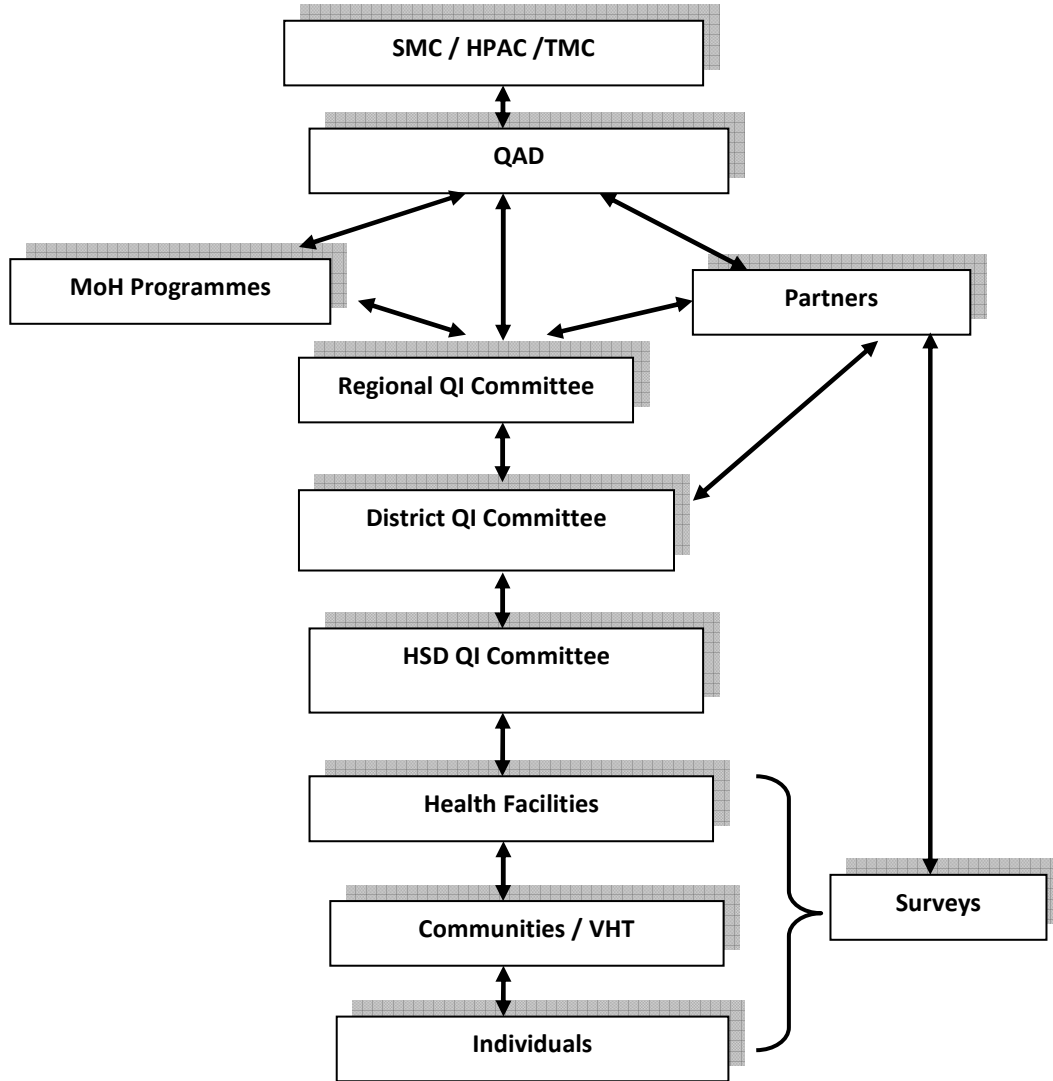 SMC / HPAC /TMC
QAD
MoH Programmes
Partners
Regional QI Committee
District QI Committee
HSD QI Committee
Health Facilities
Surveys
Communities / VHT
Individuals